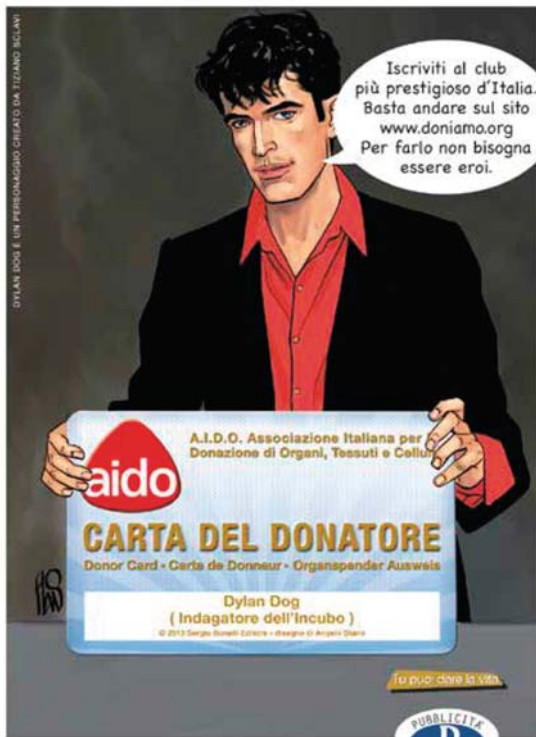 DYLAN DOG È UN PERSONAGGIO CREATO DA TIZIANO SCLAVI
Iscriviti al club
più prestigioso d'Italia.
Basta andare sul sito
www.doniamo.org
Per farlo non bisogna
essere eroi.
aido
A.I.D.O. Associazione Italiana per
Donazione di Organi, Tessuti e Cellu
CARTA DEL DONATORE
Donor Card - Carte de Donneur - Organspender Ausweis
Dylan Dog
( Indagatore dell'Incubo )
© 2013 Sergio Bonelli Editore - disegno di Angelo Stano
Tu puoi dare la vita
PUBBLICITÀ